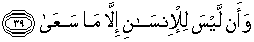 وَأَن لَّيْسَ لِلْإِنسَـٰنِ إِلَّا مَا سَعَىٰ ٣٩